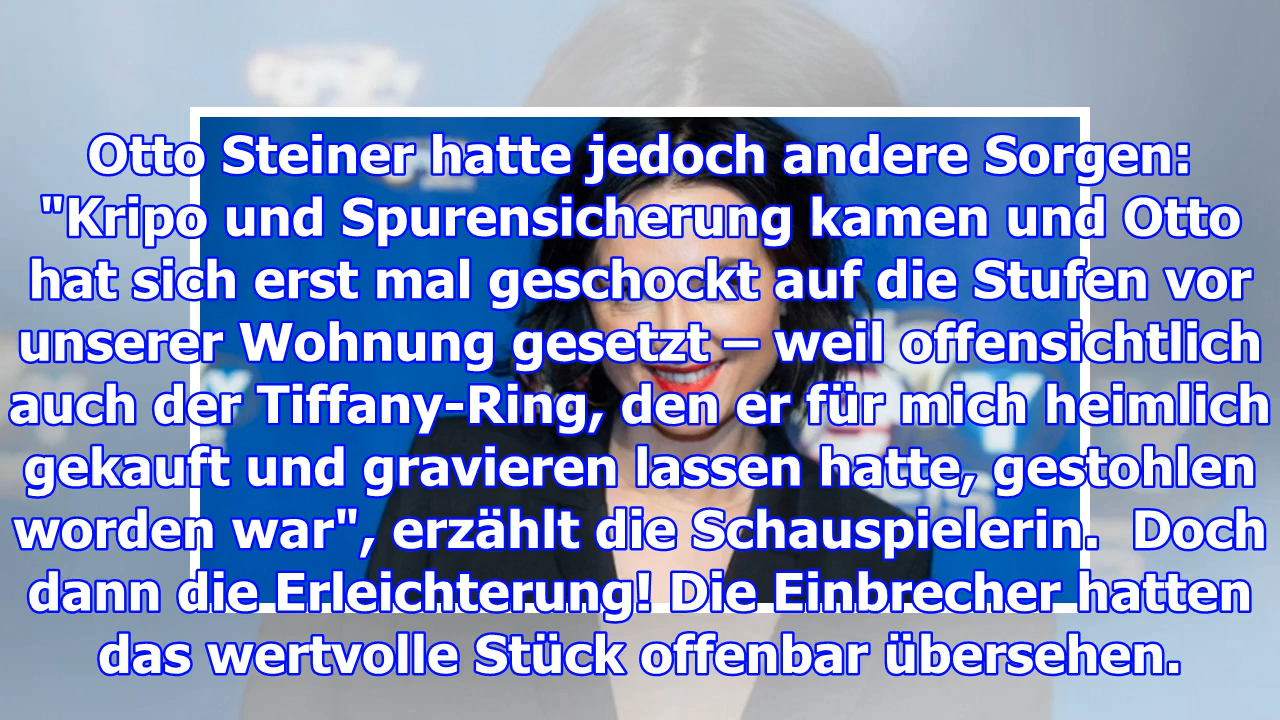 Otto Steiner hatte jedoch andere Sorgen:
"Kripo und Spurensicherung kamen und Otto
hat sich erst mal geschockt auf die Stufen vor
unserer Wohnung gesetzt – weil offensichtlich
auch der Tiffany-Ring, den er für mich heimlich
gekauft und gravieren lassen hatte, gestohlen
worden war", erzählt die Schauspielerin.  Doch
dann die Erleichterung! Die Einbrecher hatten
das wertvolle Stück offenbar übersehen.